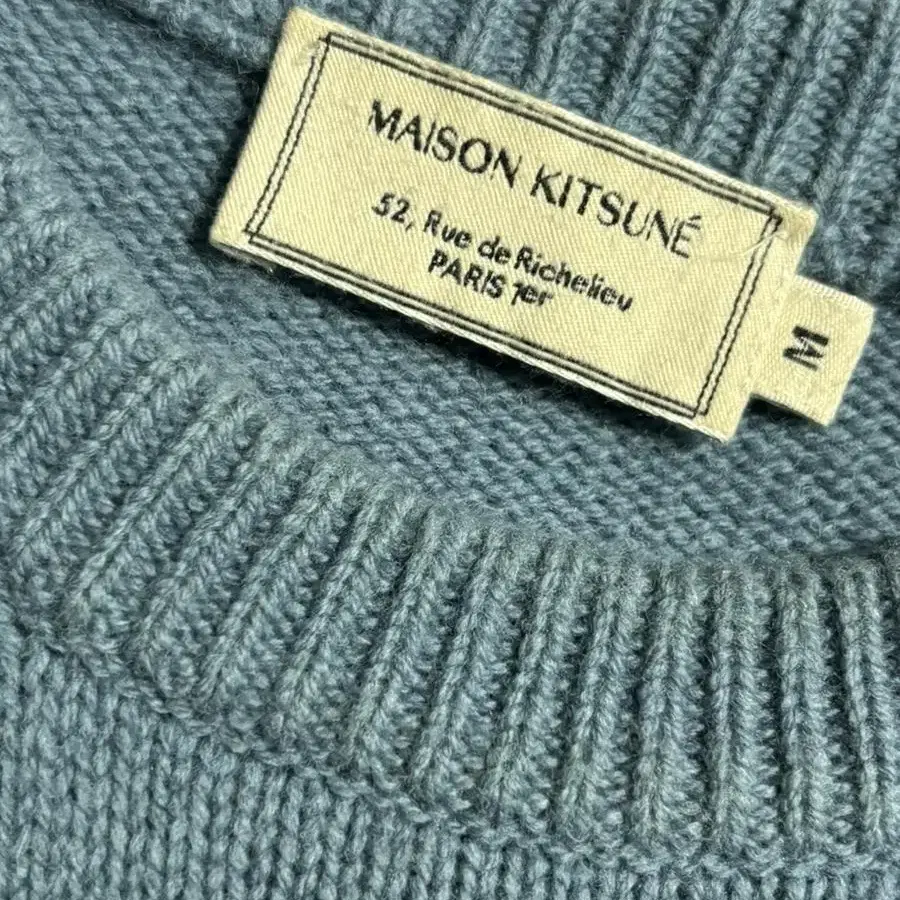 MAISON KITSUNÉ
52, Rue de Richelieu
PARIS 1er
M